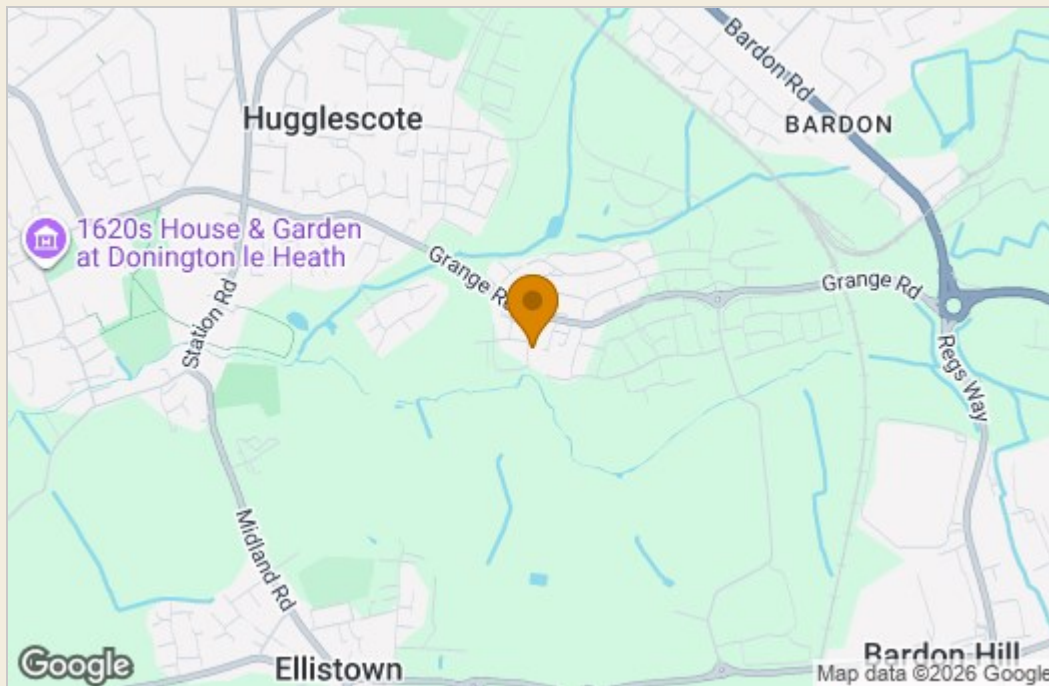 Bardon Rd
Hugglescote
BARDON
1620s House & Garden
at Donington le Heath
Grange Rd
Grange Rd
Station Rd
Regs Way
Midland Rd
Ellistown
Bardon Hill
Google
Map data ©2026 Google